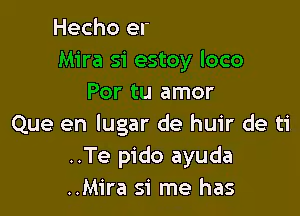 Hecho er
Mira si estoy loco
Por tu amor
Que en lugar de huir de ti
..Te pido ayuda
..Mira si me has